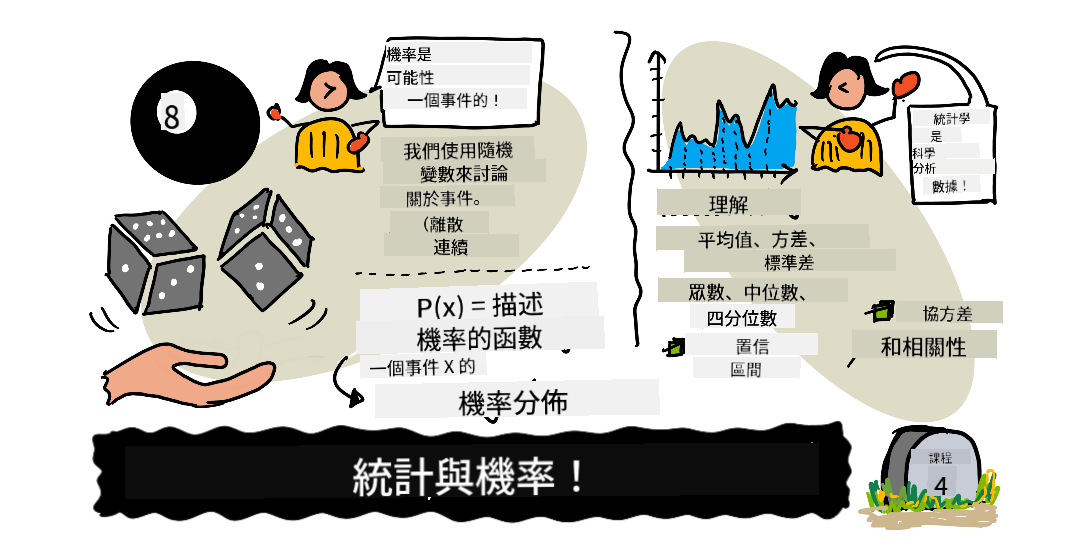 8
機率是
可能性
一個事件的！
我們使用隨機
變數來討論
關於事件。
（離散
連續
P(x) = 描述
機率的函數
一個事件 X 的
機率分佈
統計學
是
科學
分析
數據！
理解
平均值、方差、
標準差
眾數、中位數、
四分位數
置信
區間
協方差
和相關性
統計與機率！
課程
4